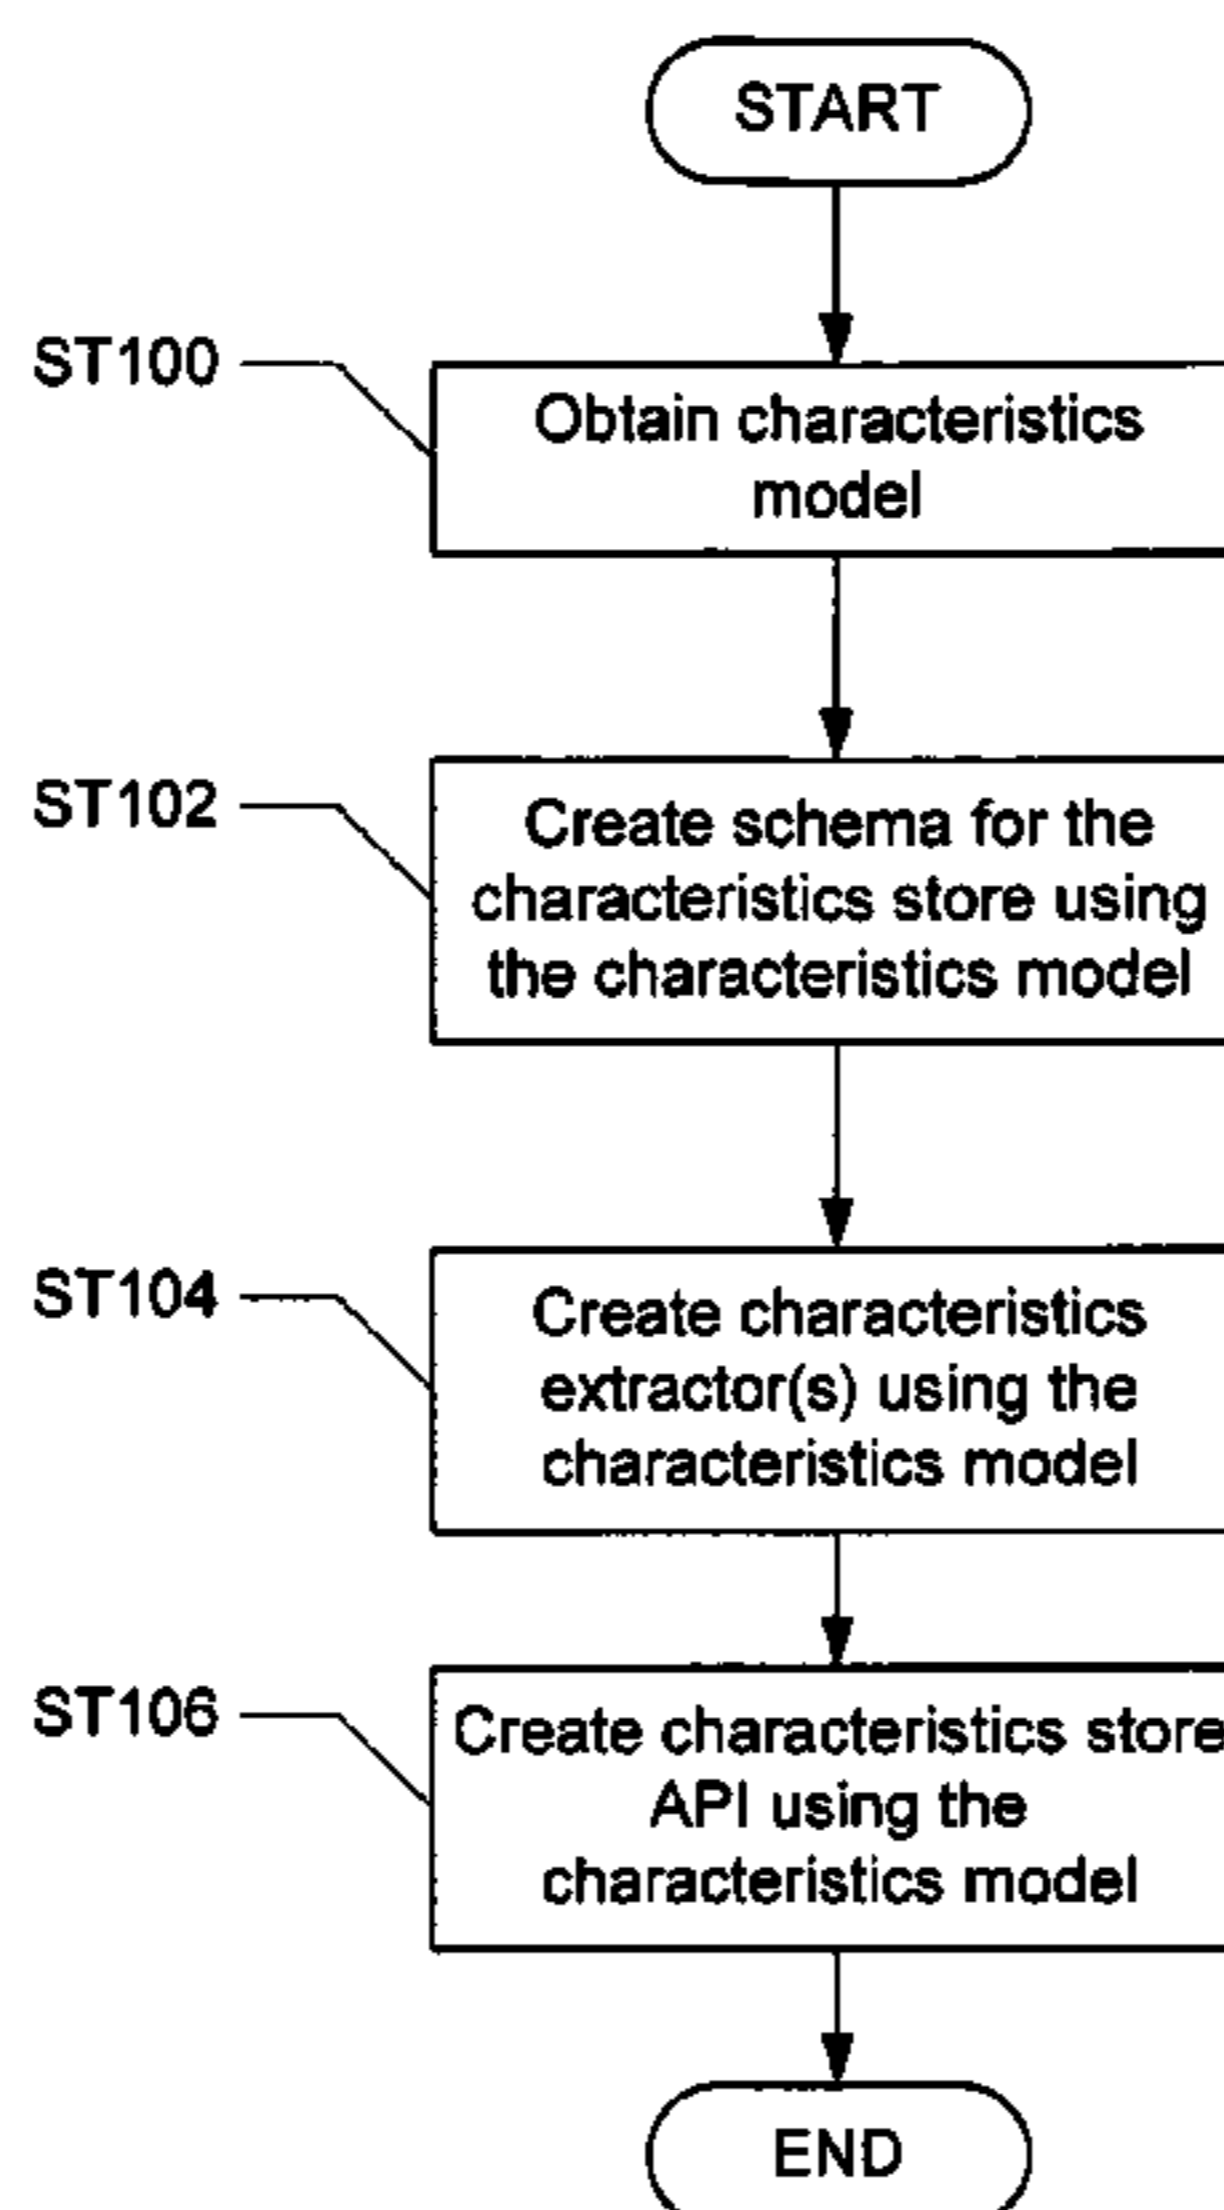 START
ST100
Obtain characteristics
model
ST102
Create schema for the
characteristics store using
the characteristics model
ST104
Create characteristics
extractor(s) using the
characteristics model
ST106
Create characteristics store
API using the
characteristics model
END